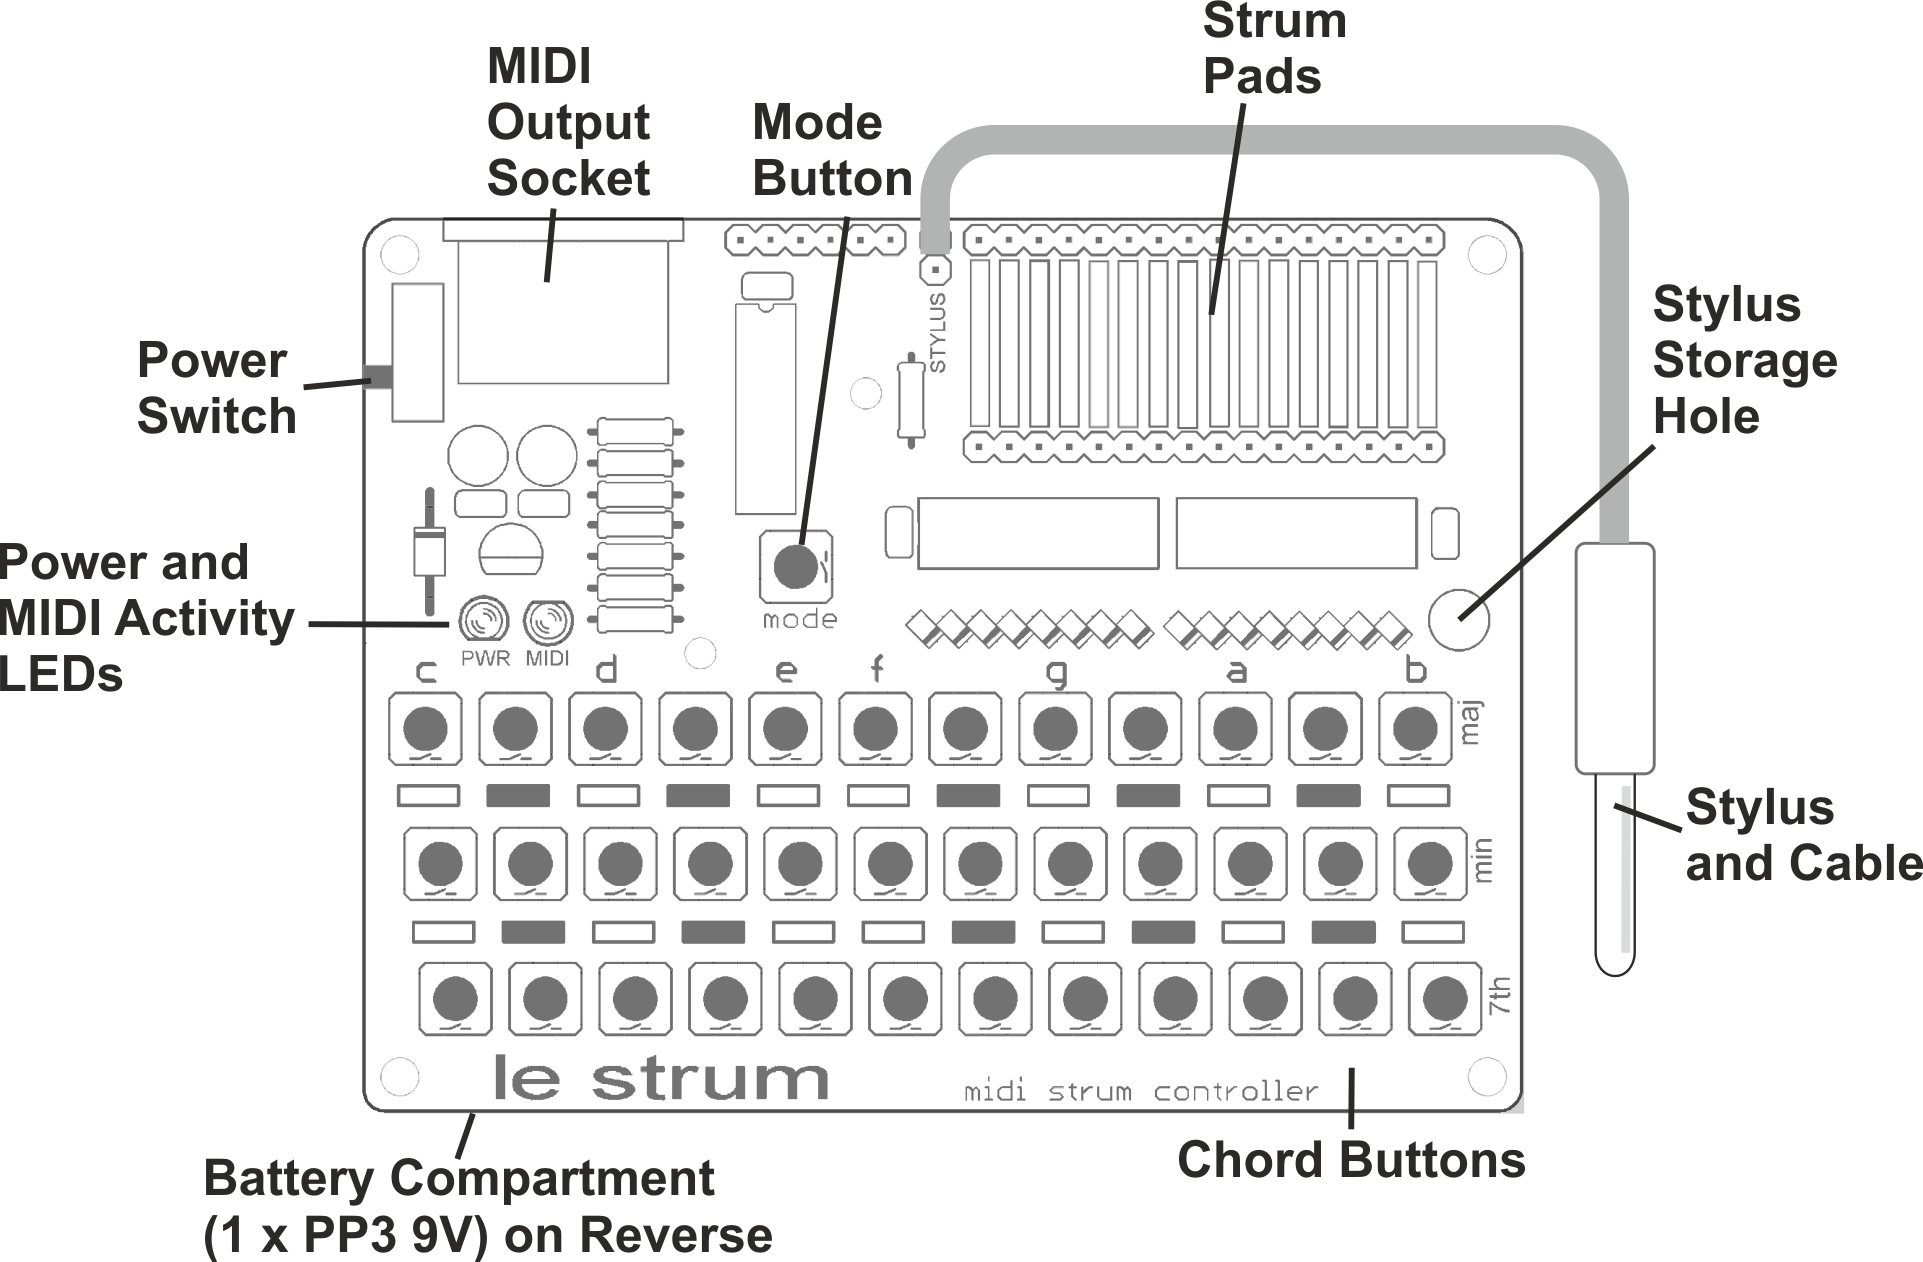 Strum
Pads
MIDI
Output
Socket
Mode
Button
Stylus
Storage
Hole
STYLUS
Power
Switch
Power and
MIDI Activity
LEDs
mode
PWR MIDI
c d e f g a b
maj
min
Stylus
and Cable
7th
le strum
midi strum controller
Chord Buttons
Battery Compartment
(1 x PP3 9V) on Reverse